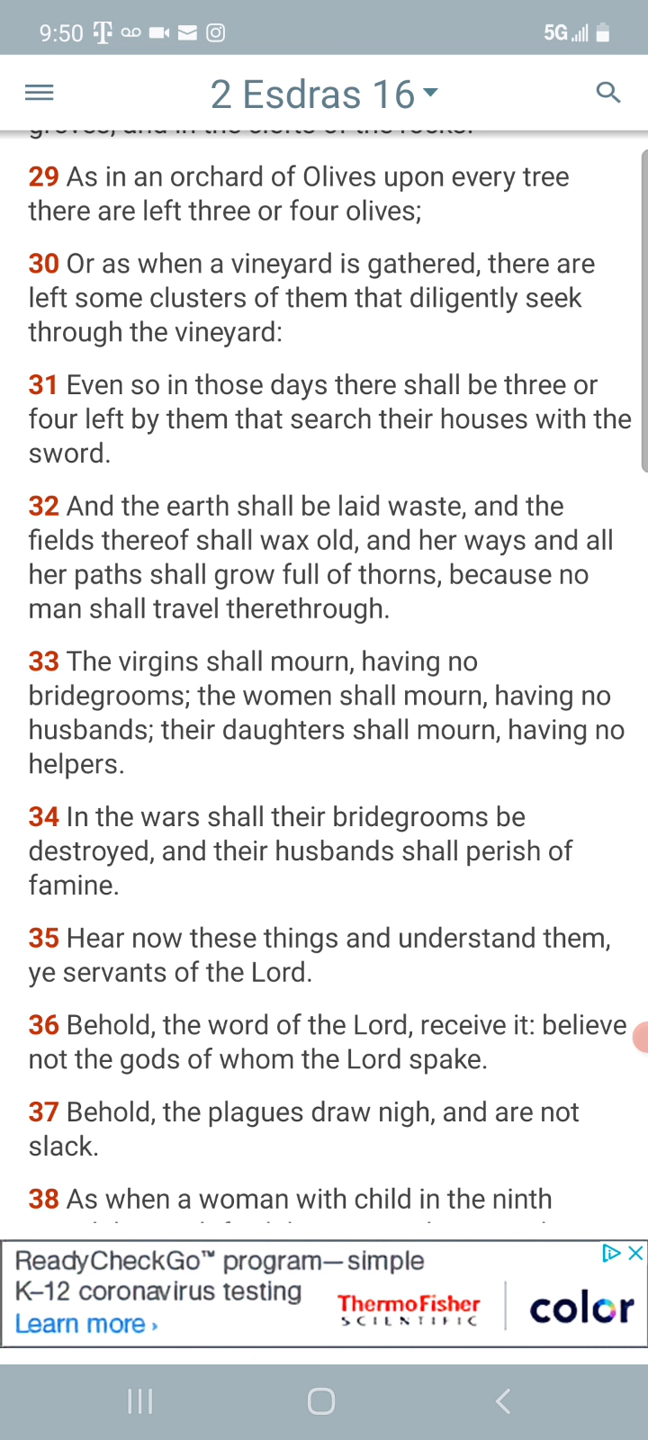 9:50
5G
2 Esdras 16
29 As in an orchard of Olives upon every tree
there are left three or four olives;
30 Or as when a vineyard is gathered, there are
left some clusters of them that diligently seek
through the vineyard:
31 Even so in those days there shall be three or
four left by them that search their houses with the
sword.
32 And the earth shall be laid waste, and the
fields thereof shall wax old, and her ways and all
her paths shall grow full of thorns, because no
man shall travel therethrough.
33 The virgins shall mourn, having no
bridegrooms; the women shall mourn, having no
husbands; their daughters shall mourn, having no
helpers.
34 In the wars shall their bridegrooms be
destroyed, and their husbands shall perish of
famine.
35 Hear now these things and understand them,
ye servants of the Lord.
36 Behold, the word of the Lord, receive it: believe
not the gods of whom the Lord spake.
37 Behold, the plagues draw nigh, and are not
slack.
38 As when a woman with child in the ninth
ReadyCheckGo™ program—simple
K–12 coronavirus testing
Learn more ›
ThermoFisher
SCIENTIFIC
color